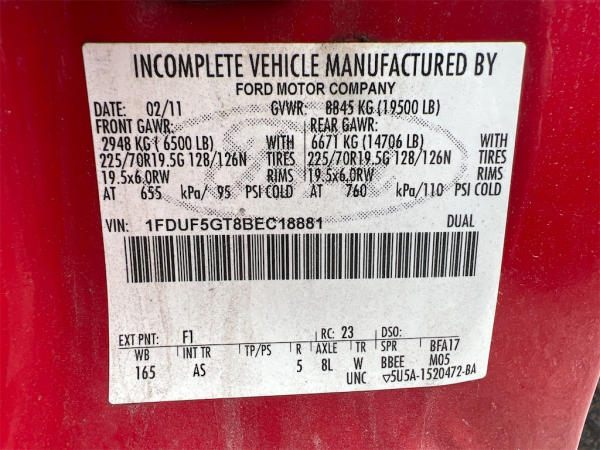 INCOMPLETE VEHICLE MANUFACTURED BY
FORD MOTOR COMPANY
DATE: 02/11 GVWR: 8845 KG (19500 LB)
FRONT GAWR: REAR GAWR:
2948 KG ( 6500 LB) WITH 6671 KG (14706 LB) WITH
225/70R19.5G 128/126N TIRES 225/70R19.5G 128/126N TIRES
19.5x6.0RW RIMS 19.5x6.0RW RIMS
AT 655 kPa/ 95 PSI COLD AT 760 kPa/110 PSI COLD
VIN: 1FDUF5GT8BEC18881 DUAL
EXT PNT: F1 RC: 23 DSO:
WB INT TR TP/PS R AXLE TR SPR BFA17
165 AS 5 8L W BBEE M05
UNC ▽5U5A-1520472-BA